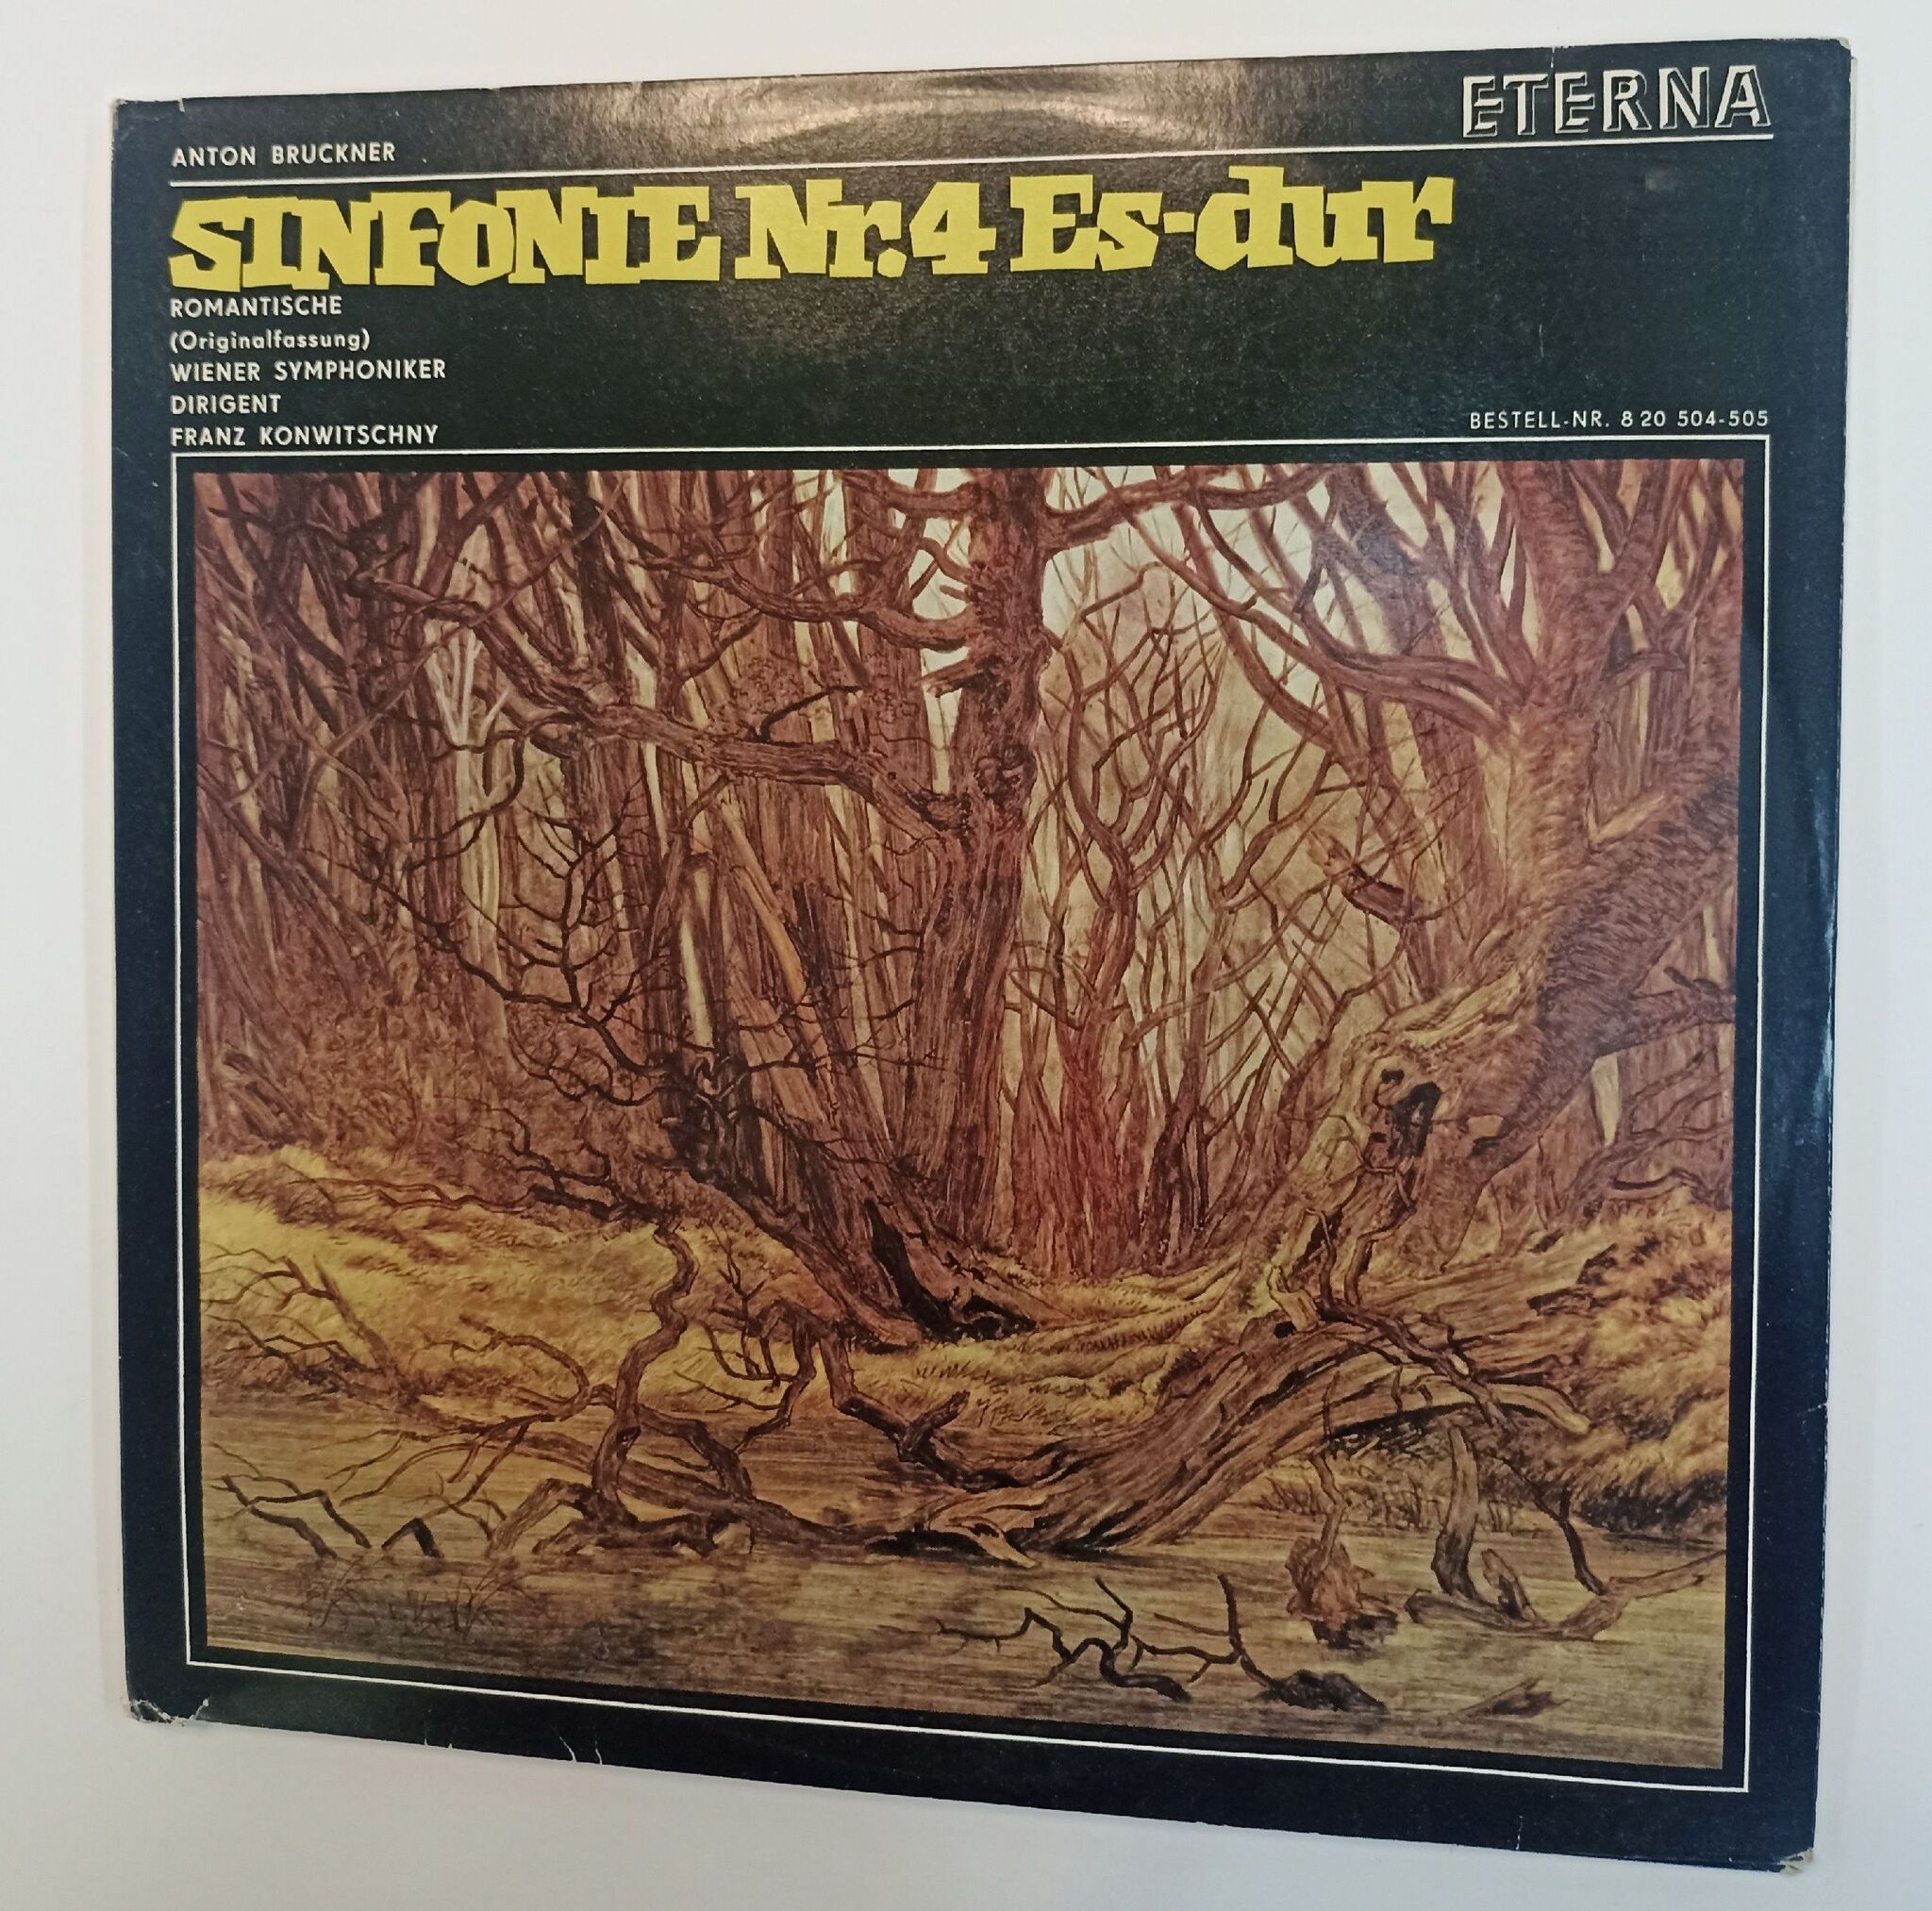 ETERNA
ANTON BRUCKNER
SINFONIE Nr.4 Es-dur
ROMANTISCHE
(Originalfassung)
WIENER SYMPHONIKER
DIRIGENT
FRANZ KONWITSCHNY
BESTELL-NR. 8 20 504-505